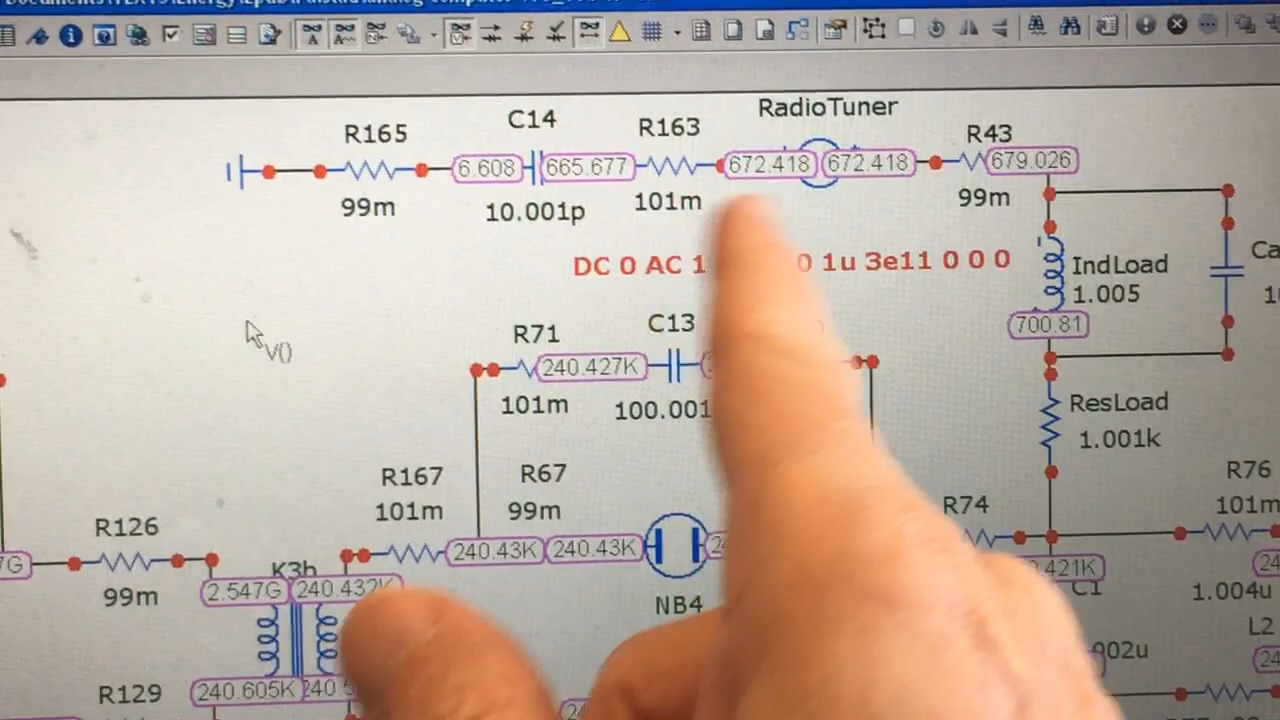 RadioTuner
C14
R163
R165
R43
6.608
665.677
672.418
672.418
679.026
99m
10.001p
101m
99m
DC 0 AC 1
0 1u 3e11 0 0 0
IndLoad
1.005
700.81
V()
R71
C13
240.427K
101m
100.001
ResLoad
1.001k
R167
R67
101m
99m
R74
R76
101m
R126
240.43K
240.43K
K3h
2.547G
240.432K
99m
NB4
C1
1.004u
L2
R129
240.605K